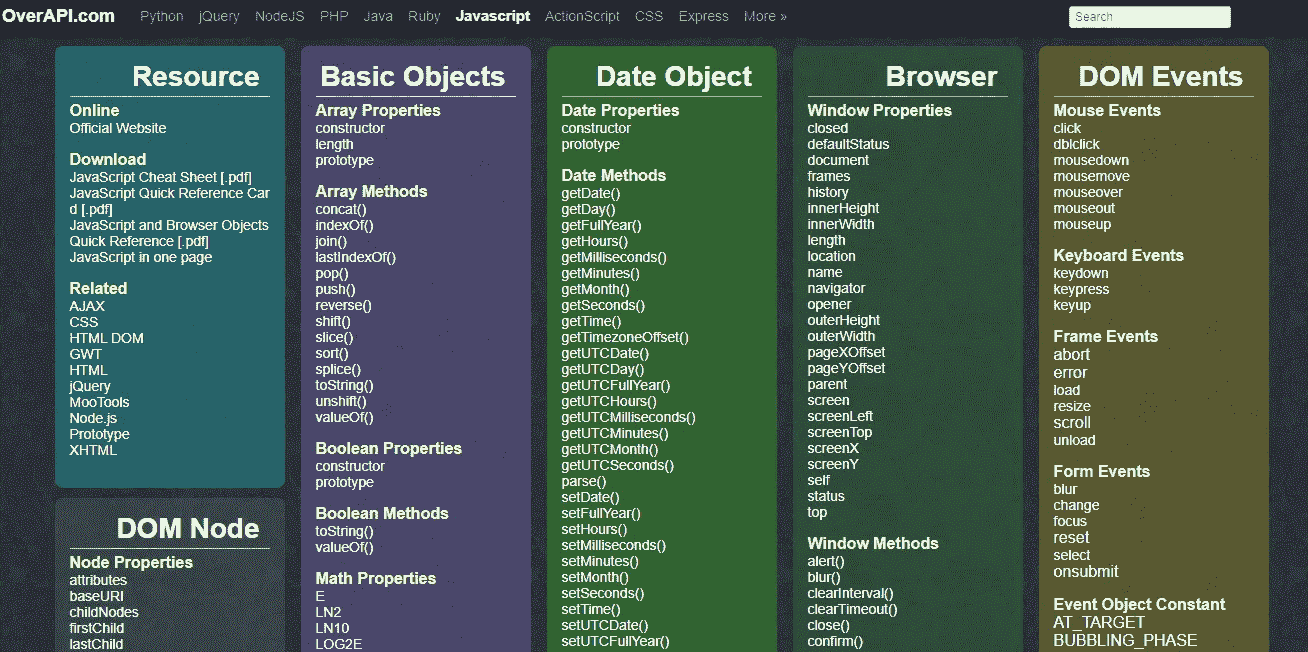 OverAPI.com Python jQuery NodeJS PHP Java Ruby Javascript ActionScript CSS Express More » Search
Resource
Online
Official Website
Download
JavaScript Cheat Sheet [.pdf]
JavaScript Quick Reference Car
d [.pdf]
JavaScript and Browser Objects
Quick Reference [.pdf]
JavaScript in one page
Related
AJAX
CSS
HTML DOM
GWT
HTML
jQuery
MooTools
Node.js
Prototype
XHTML
DOM Node
Node Properties
attributes
baseURI
childNodes
firstChild
lastChild
Basic Objects
Array Properties
constructor
length
prototype
Array Methods
concat()
indexOf()
join()
lastIndexOf()
pop()
push()
reverse()
shift()
slice()
sort()
splice()
toString()
unshift()
valueOf()
Boolean Properties
constructor
prototype
Boolean Methods
toString()
valueOf()
Math Properties
E
LN2
LN10
LOG2E
Date Object
Date Properties
constructor
prototype
Date Methods
getDate()
getDay()
getFullYear()
getHours()
getMilliseconds()
getMinutes()
getMonth()
getSeconds()
getTime()
getTimezoneOffset()
getUTCDate()
getUTCDay()
getUTCFullYear()
getUTCHours()
getUTCMilliseconds()
getUTCMinutes()
getUTCMonth()
getUTCSeconds()
parse()
setDate()
setFullYear()
setHours()
setMilliseconds()
setMinutes()
setMonth()
setSeconds()
setTime()
setUTCDate()
setUTCFullYear()
Browser
Window Properties
closed
defaultStatus
document
frames
history
innerHeight
innerWidth
length
location
name
navigator
opener
outerHeight
outerWidth
pageXOffset
pageYOffset
parent
screen
screenLeft
screenTop
screenX
screenY
self
status
top
Window Methods
alert()
blur()
clearInterval()
clearTimeout()
close()
confirm()
DOM Events
Mouse Events
click
dblclick
mousedown
mousemove
mouseover
mouseout
mouseup
Keyboard Events
keydown
keypress
keyup
Frame Events
abort
error
load
resize
scroll
unload
Form Events
blur
change
focus
reset
select
onsubmit
Event Object Constant
AT_TARGET
BUBBLING_PHASE